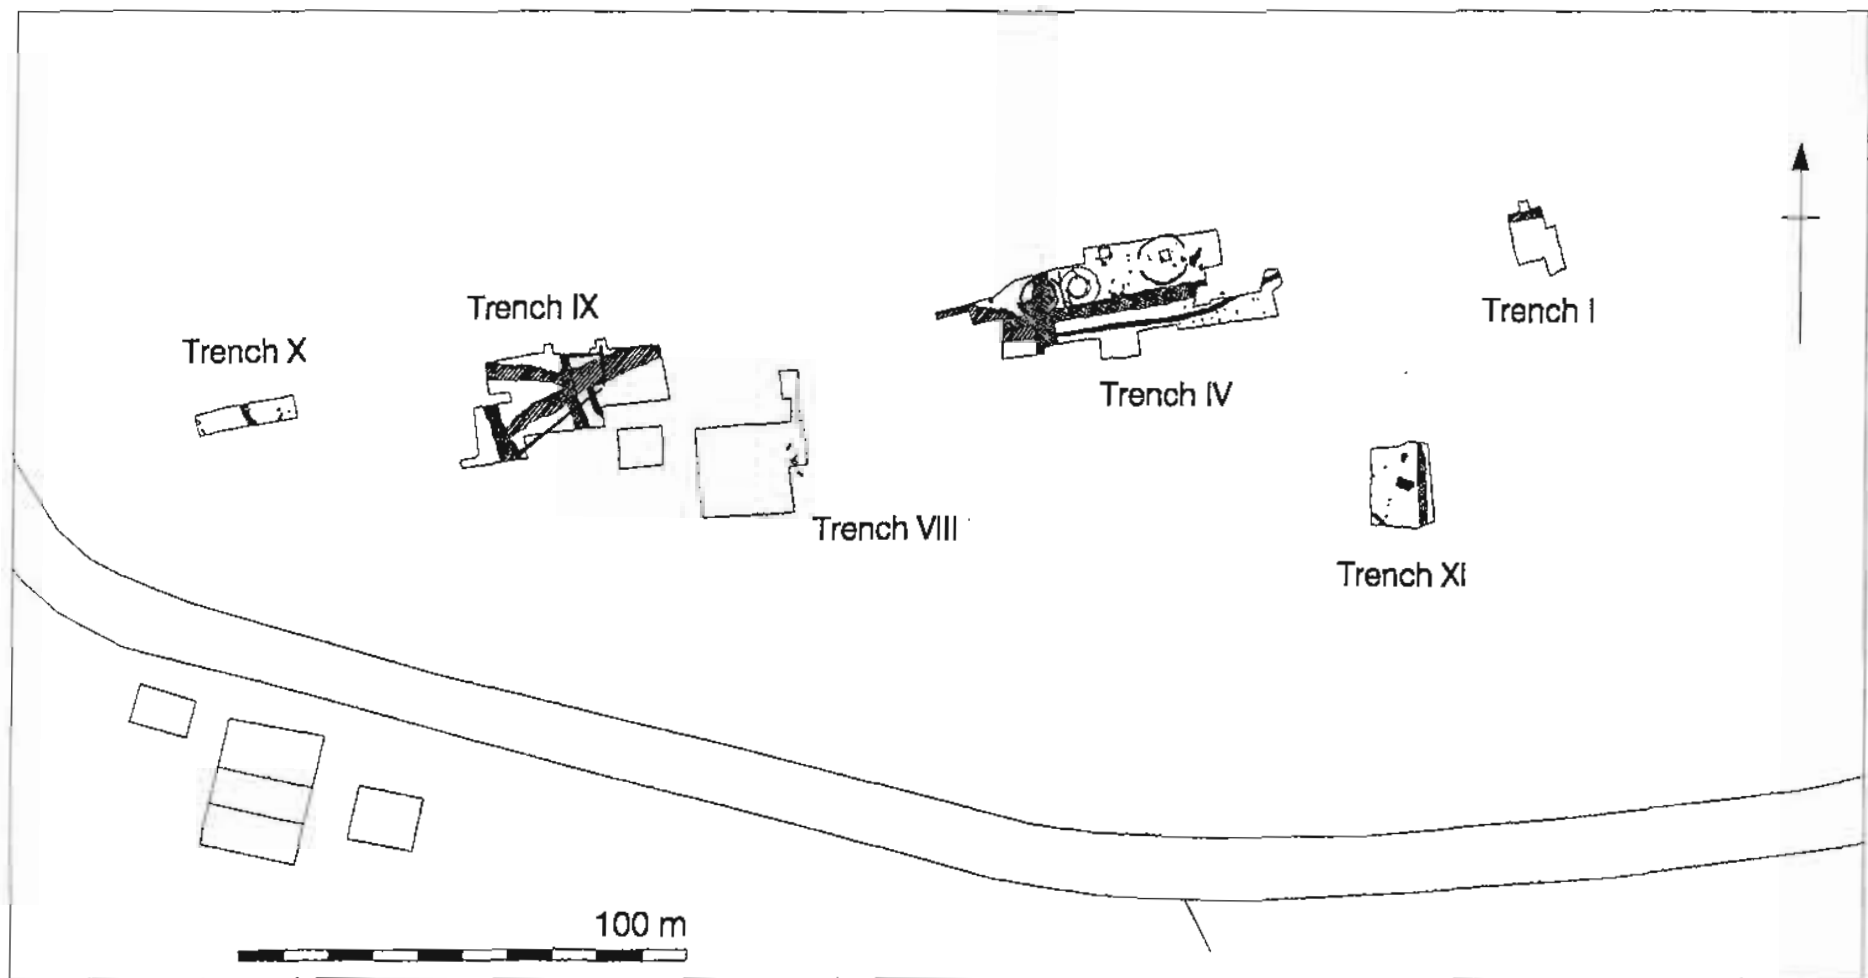 Trench IX
Trench I
Trench X
Trench IV
Trench VIII
Trench XI
100 m